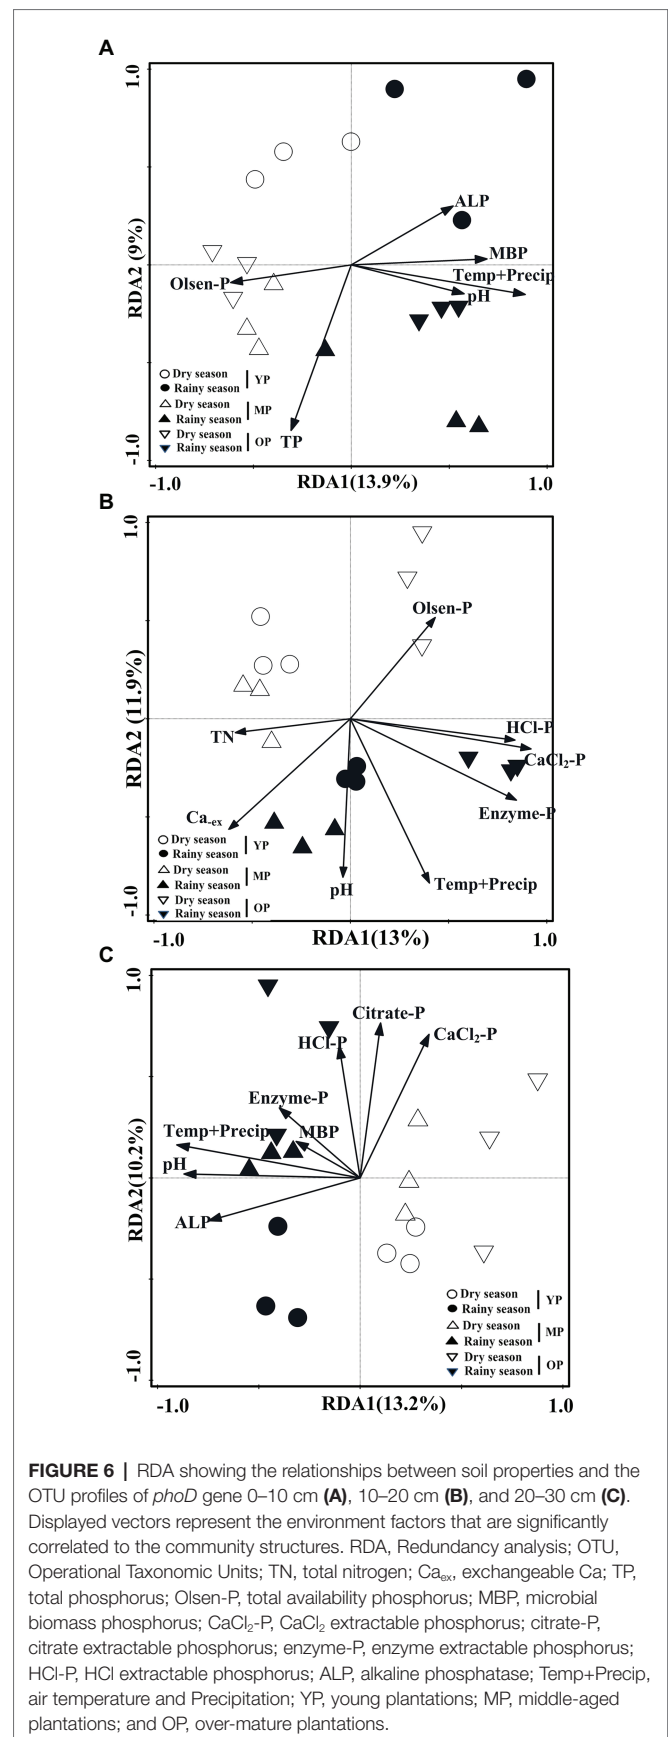 A
1.0
ALP
MBP
Temp+Precip
Olsen-P
pH
RDA2 (9%)
Dry season
Rainy season
YP
Dry season
Rainy season
MP
Dry season
Rainy season
OP
TP
-1.0
-1.0
RDA1(13.9%)
1.0
B
1.0
Olsen-P
RDA2 (11.9%)
TN
HCl-P
CaCl2-P
Enzyme-P
Ca-ex
Dry season
Rainy season
YP
Dry season
Rainy season
MP
Dry season
Rainy season
OP
pH
Temp+Precip
-1.0
-1.0
RDA1(13%)
1.0
C
1.0
Citrate-P
CaCl2-P
HCl-P
Enzyme-P
Temp+Precip
MBP
pH
ALP
RDA2(10.2%)
Dry season
Rainy season
YP
Dry season
Rainy season
MP
Dry season
Rainy season
OP
-1.0
-1.0
RDA1(13.2%)
1.0
FIGURE 6 | RDA showing the relationships between soil properties and the
OTU profiles of phoD gene 0–10 cm (A), 10–20 cm (B), and 20–30 cm (C).
Displayed vectors represent the environment factors that are significantly
correlated to the community structures. RDA, Redundancy analysis; OTU,
Operational Taxonomic Units; TN, total nitrogen; Caex, exchangeable Ca; TP,
total phosphorus; Olsen-P, total availability phosphorus; MBP, microbial
biomass phosphorus; CaCl2-P, CaCl2 extractable phosphorus; citrate-P,
citrate extractable phosphorus; enzyme-P, enzyme extractable phosphorus;
HCl-P, HCl extractable phosphorus; ALP, alkaline phosphatase; Temp+Precip,
air temperature and Precipitation; YP, young plantations; MP, middle-aged
plantations; and OP, over-mature plantations.